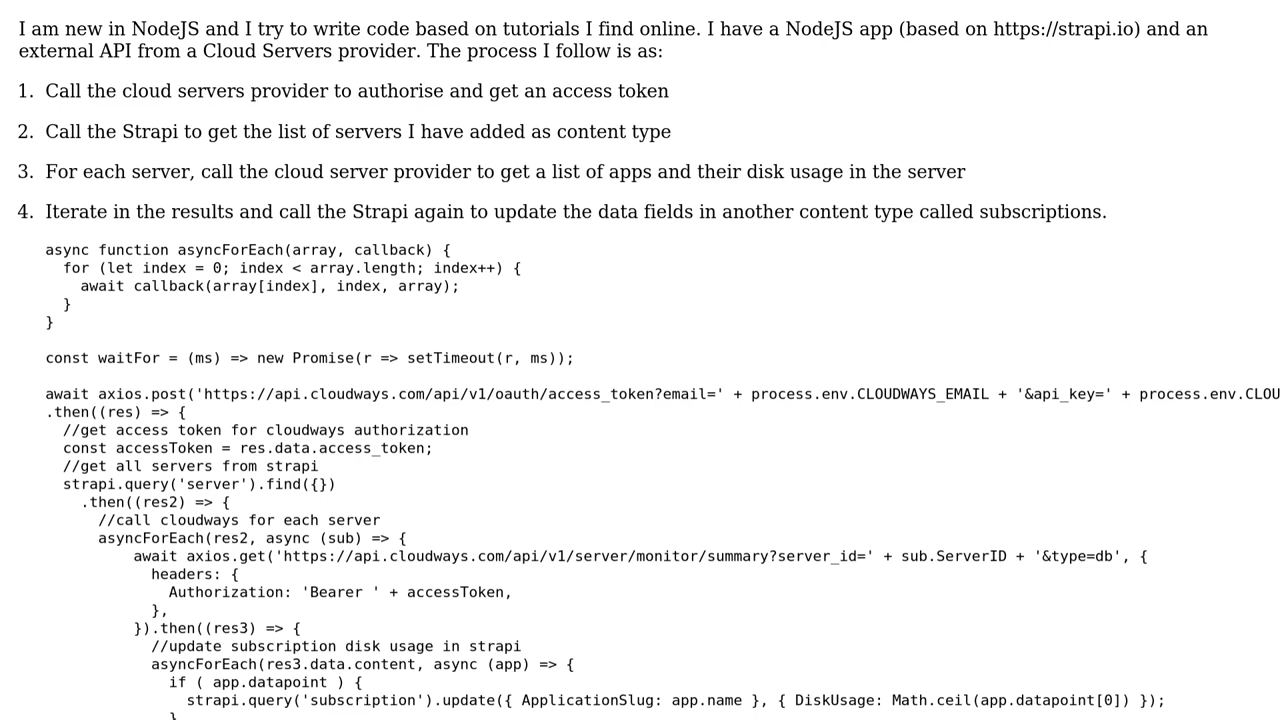 I am new in NodeJS and I try to write code based on tutorials I find online. I have a NodeJS app (based on https://strapi.io) and an
external API from a Cloud Servers provider. The process I follow is as:
1. Call the cloud servers provider to authorise and get an access token
2. Call the Strapi to get the list of servers I have added as content type
3. For each server, call the cloud server provider to get a list of apps and their disk usage in the server
4. Iterate in the results and call the Strapi again to update the data fields in another content type called subscriptions.
async function asyncForEach(array, callback) {
  for (let index = 0; index < array.length; index++) {
    await callback(array[index], index, array);
  }
}
const waitFor = (ms) => new Promise(r => setTimeout(r, ms));
await axios.post('https://api.cloudways.com/api/v1/oauth/access_token?email=' + process.env.CLOUDWAYS_EMAIL + '&api_key=' + process.env.CLOU
.then((res) => {
  //get access token for cloudways authorization
  const accessToken = res.data.access_token;
  //get all servers from strapi
  strapi.query('server').find({})
    .then((res2) => {
      //call cloudways for each server
      asyncForEach(res2, async (sub) => {
          await axios.get('https://api.cloudways.com/api/v1/server/monitor/summary?server_id=' + sub.ServerID + '&type=db', {
            headers: {
              Authorization: 'Bearer ' + accessToken,
            },
          }).then((res3) => {
            //update subscription disk usage in strapi
            asyncForEach(res3.data.content, async (app) => {
              if ( app.datapoint ) {
                strapi.query('subscription').update({ ApplicationSlug: app.name }, { DiskUsage: Math.ceil(app.datapoint[0]) });
              }